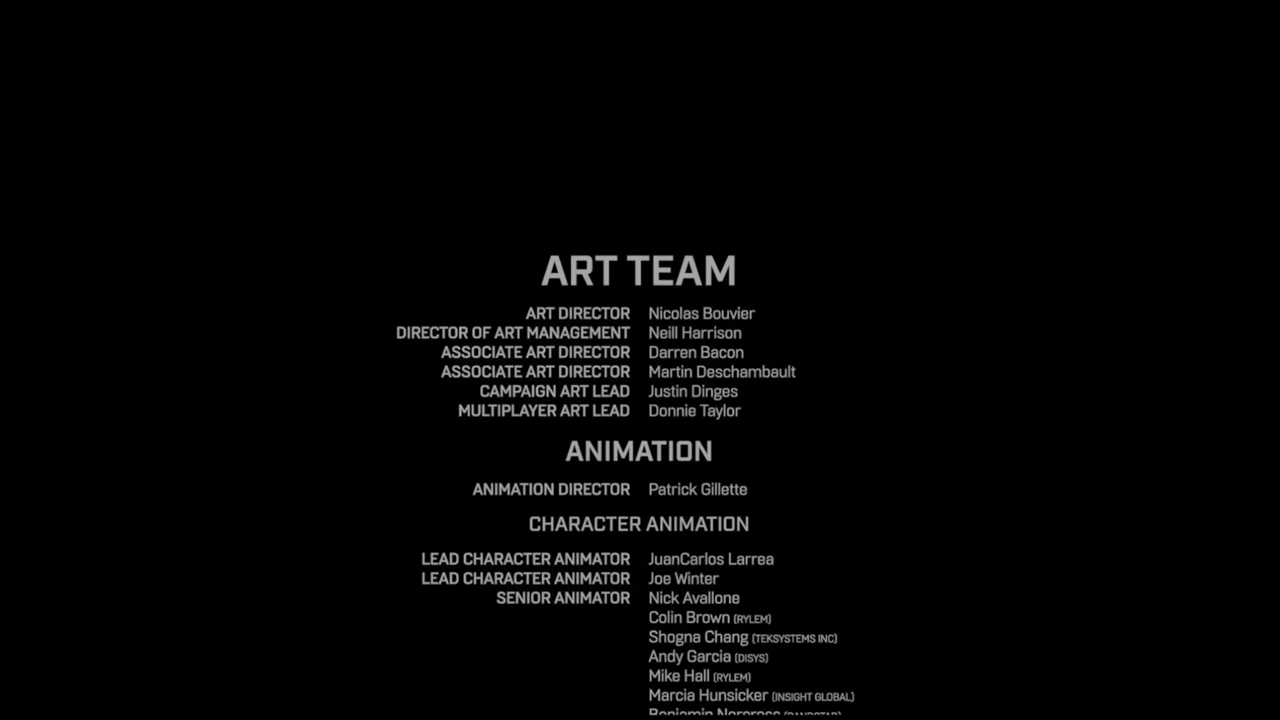 ART TEAM
ART DIRECTOR Nicolas Bouvier
DIRECTOR OF ART MANAGEMENT Neill Harrison
ASSOCIATE ART DIRECTOR Darren Bacon
ASSOCIATE ART DIRECTOR Martin Deschambault
CAMPAIGN ART LEAD Justin Dinges
MULTIPLAYER ART LEAD Donnie Taylor
ANIMATION
ANIMATION DIRECTOR Patrick Gillette
CHARACTER ANIMATION
LEAD CHARACTER ANIMATOR JuanCarlos Larrea
LEAD CHARACTER ANIMATOR Joe Winter
SENIOR ANIMATOR Nick Avallone
Colin Brown (RYLEM)
Shogna Chang (TEKSYSTEMS INC)
Andy Garcia (DISYS)
Mike Hall (RYLEM)
Marcia Hunsicker (INSIGHT GLOBAL)
Benjamin Norcross